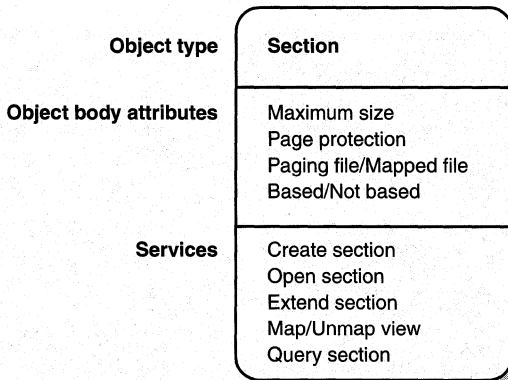 Object type Section
Object body attributes Maximum size
Page protection
Paging file/Mapped file
Based/Not based
Services Create section
Open section
Extend section
Map/Unmap view
Query section